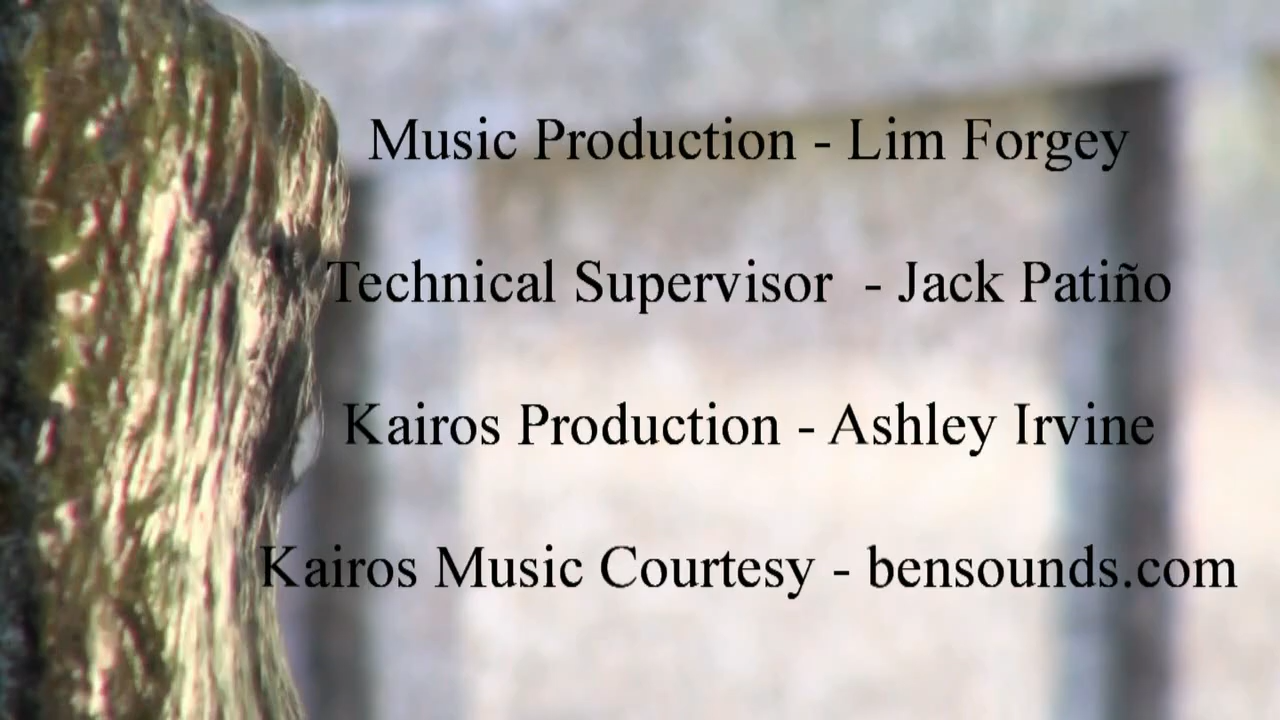 Music Production - Lim Forgey
Technical Supervisor - Jack Patiño
Kairos Production - Ashley Irvine
Kairos Music Courtesy - bensounds.com